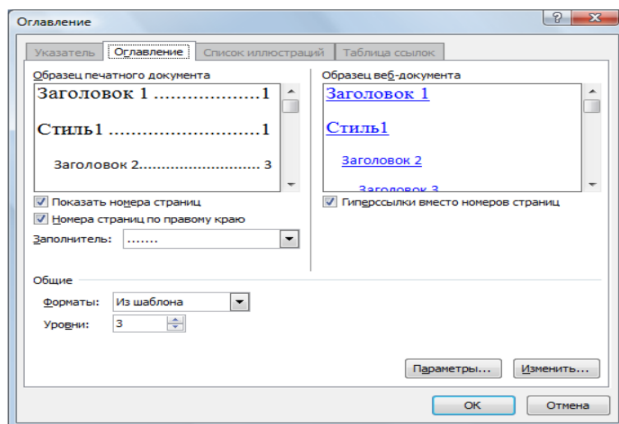 Оглавление
Указатель Оглавление Список иллюстраций Таблица ссылок
Образец печатного документа
Заголовок 1 ...................1
Стиль1 .........................1
Заголовок 2............................ 3
Показать номера страниц
Номера страниц по правому краю
Заполнитель: .......
Образец веб-документа
Заголовок 1
Стиль1
Заголовок 2
Заголовок 3
Гиперссылки вместо номеров страниц
Общие
Форматы: Из шаблона
Уровни: 3
Параметры... Изменить...
ОК Отмена